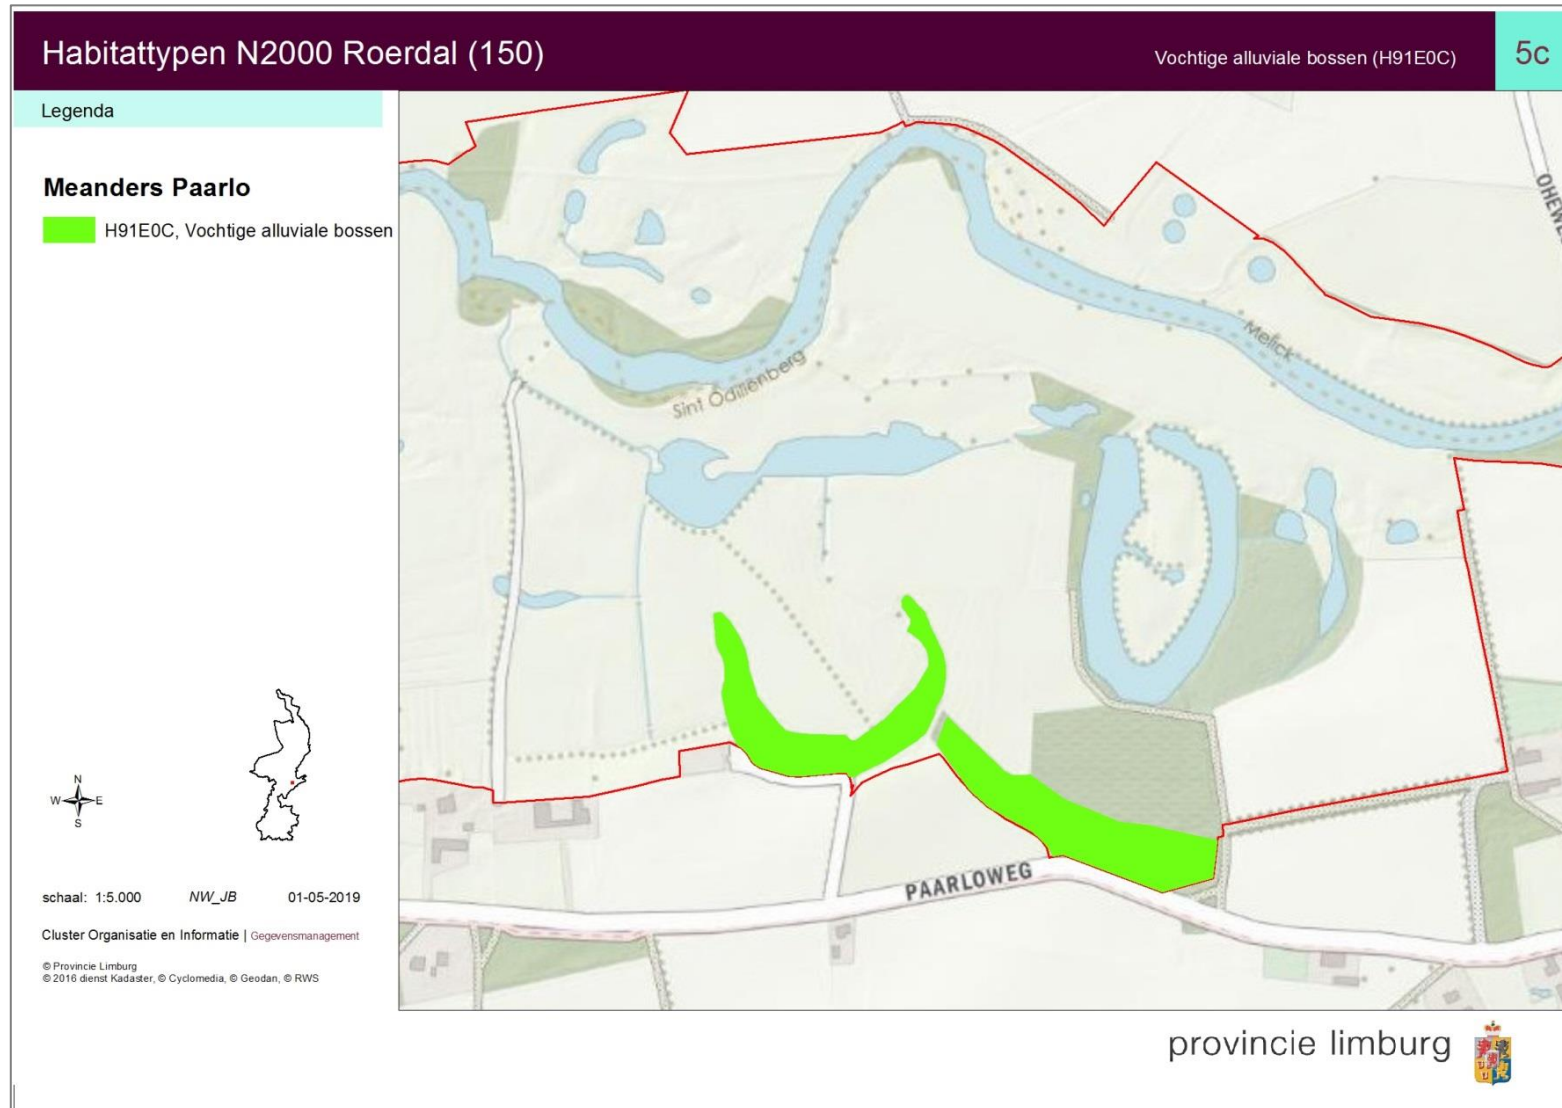 Habitattypen N2000 Roerdal (150)
Vochtige alluviale bossen (H91E0C)
5c
Legenda
Meanders Paarlo
H91E0C, Vochtige alluviale bossen
OHEWE
Melick
Sint Odiliënberg
PAARLOWEG
N
W E
S
schaal: 1:5.000 NW_JB 01-05-2019
Cluster Organisatie en Informatie | Gegevensmanagement
© Provincie Limburg
© 2016 dienst Kadaster, © Cyclomedia, © Geodan, © RWS
provincie limburg